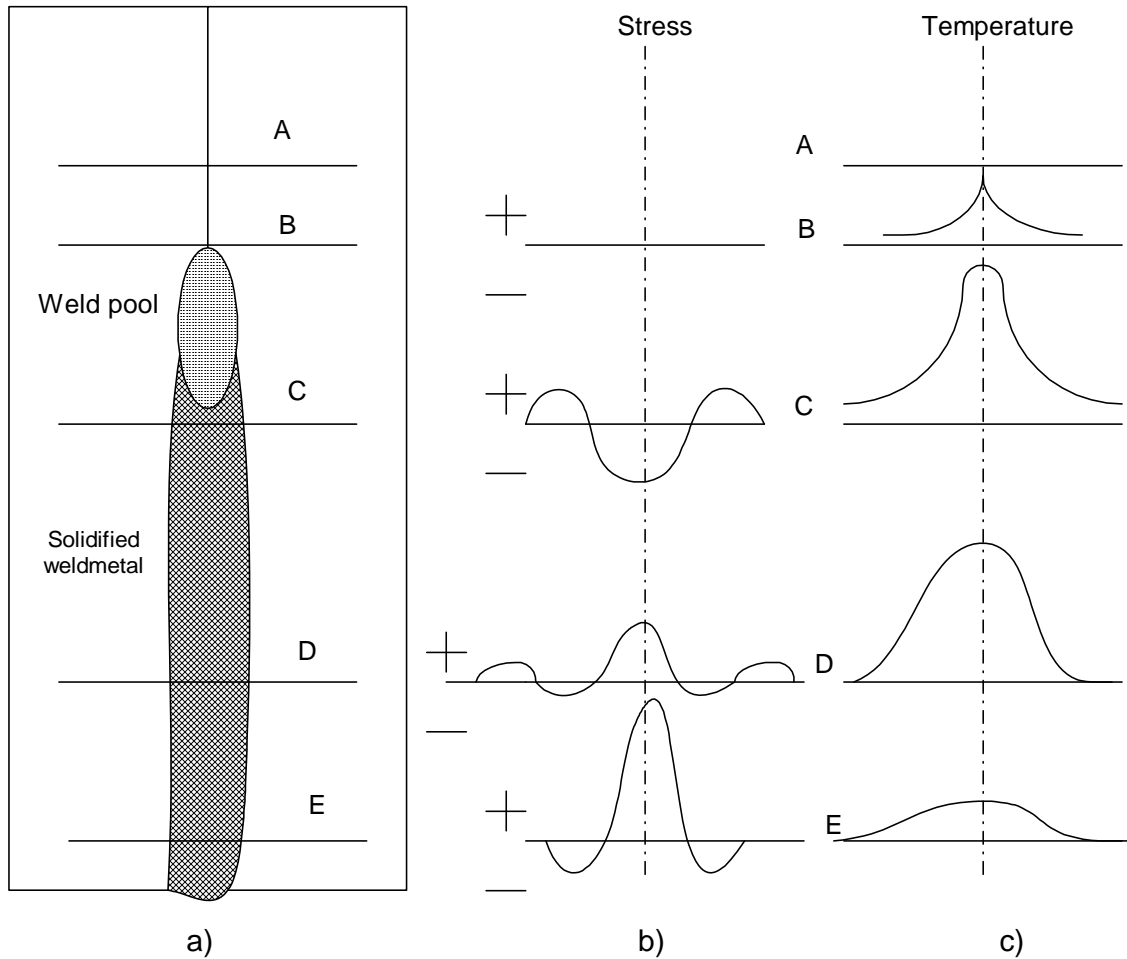 Stress
Temperature
A
A
B
B
+
−
Weld pool
C
C
+
−
Solidified
weldmetal
D
D
+
−
E
E
+
−
a)
b)
c)